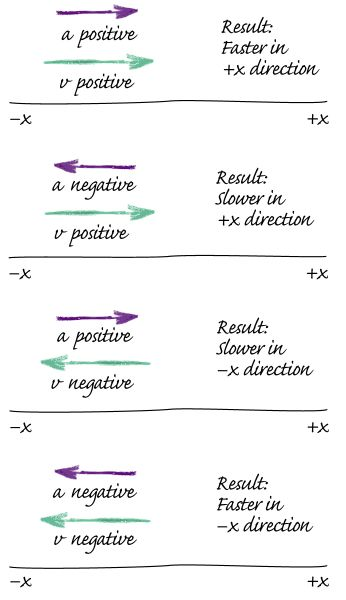 a positive
v positive
Result:
Faster in
+x direction
–x
+x
a negative
v positive
Result:
Slower in
+x direction
–x
+x
a positive
v negative
Result:
Slower in
–x direction
–x
+x
a negative
v negative
Result:
Faster in
–x direction
–x
+x